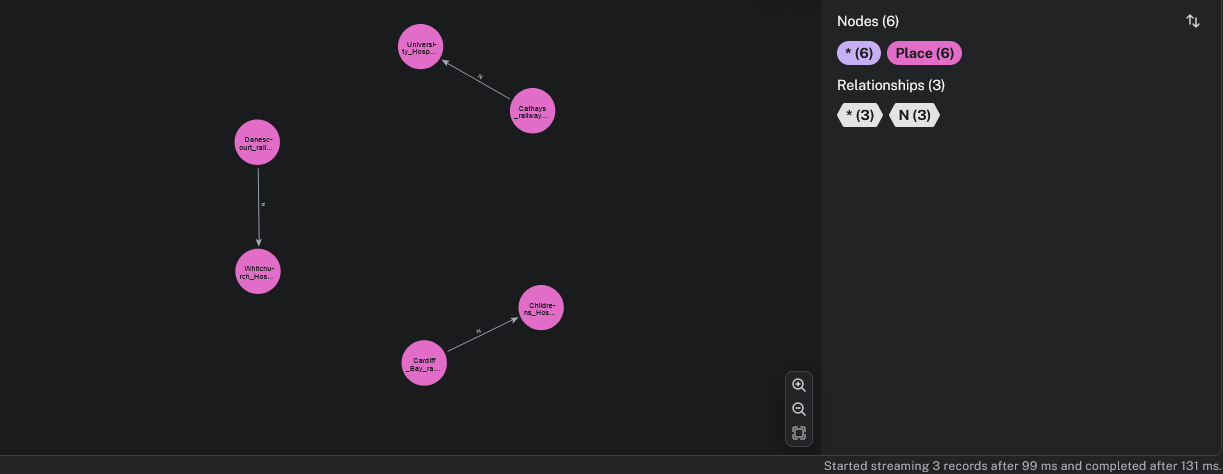 Nodes (6)
* (6)
Place (6)
Relationships (3)
* (3)
N (3)
Universi-
ty_Hosp...
N
Cathays
_railway...
Danesc-
ourt_rail...
N
Whitchu-
rch_Hos...
Childre-
ns_Hos...
N
Cardiff
_Bay_ra...
Started streaming 3 records after 99 ms and completed after 131 ms.